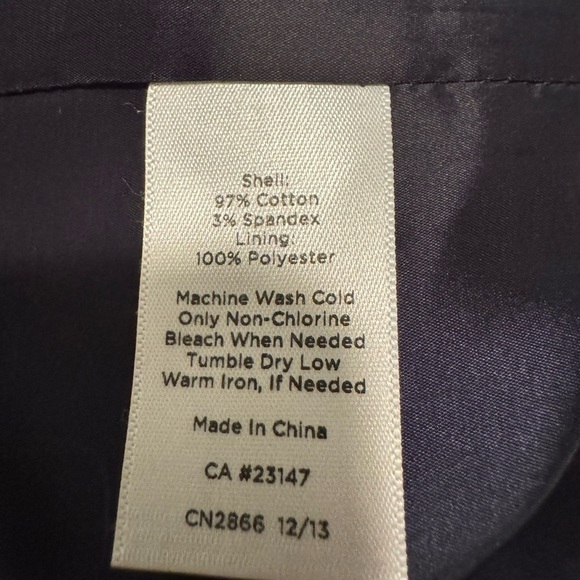 Shell:
97% Cotton
3% Spandex
Lining:
100% Polyester
Machine Wash Cold
Only Non-Chlorine
Bleach When Needed
Tumble Dry Low
Warm Iron, If Needed
Made In China
CA #23147
CN2866 12/13